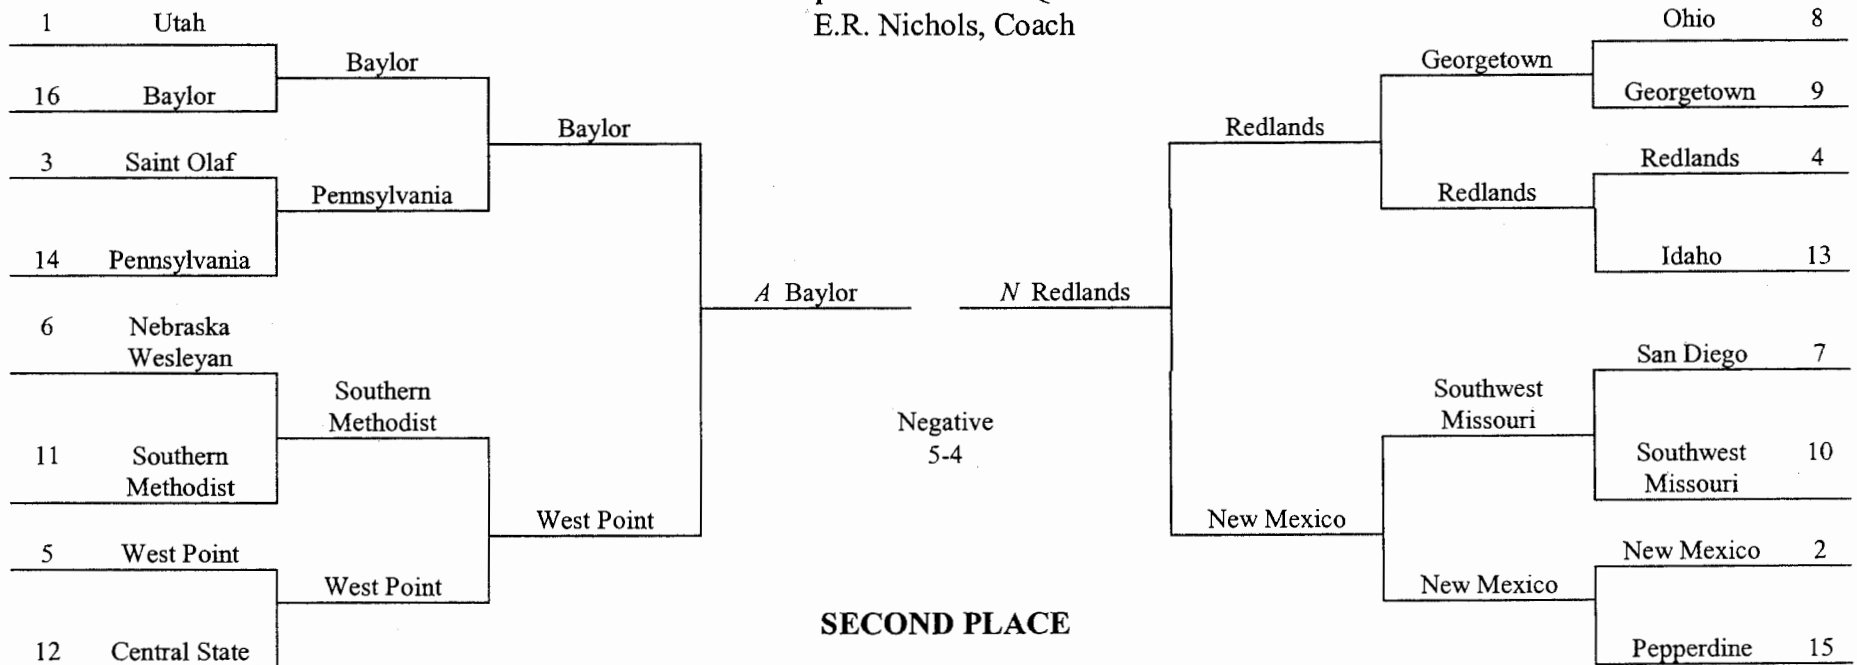 E.R. Nichols, Coach
1 Utah
Baylor
16 Baylor
Baylor
3 Saint Olaf
Pennsylvania
14 Pennsylvania
A Baylor
6 Nebraska
Wesleyan
Southern
Methodist
11 Southern
Methodist
West Point
5 West Point
West Point
12 Central State
Negative
5-4
SECOND PLACE
Ohio 8
Georgetown
Georgetown 9
Redlands
Redlands 4
Redlands
Idaho 13
N Redlands
San Diego 7
Southwest
Missouri
Southwest 10
Missouri
New Mexico
New Mexico 2
New Mexico
Pepperdine 15